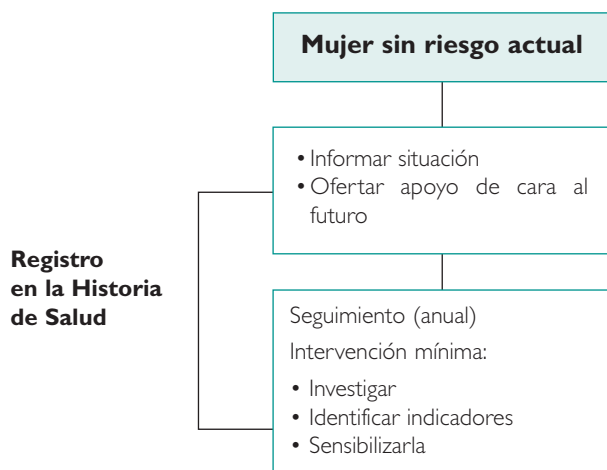 Mujer sin riesgo actual
• Informar situación
• Ofertar apoyo de cara al
futuro
Registro
en la Historia
de Salud
Seguimiento (anual)
Intervención mínima:
• Investigar
• Identificar indicadores
• Sensibilizarla